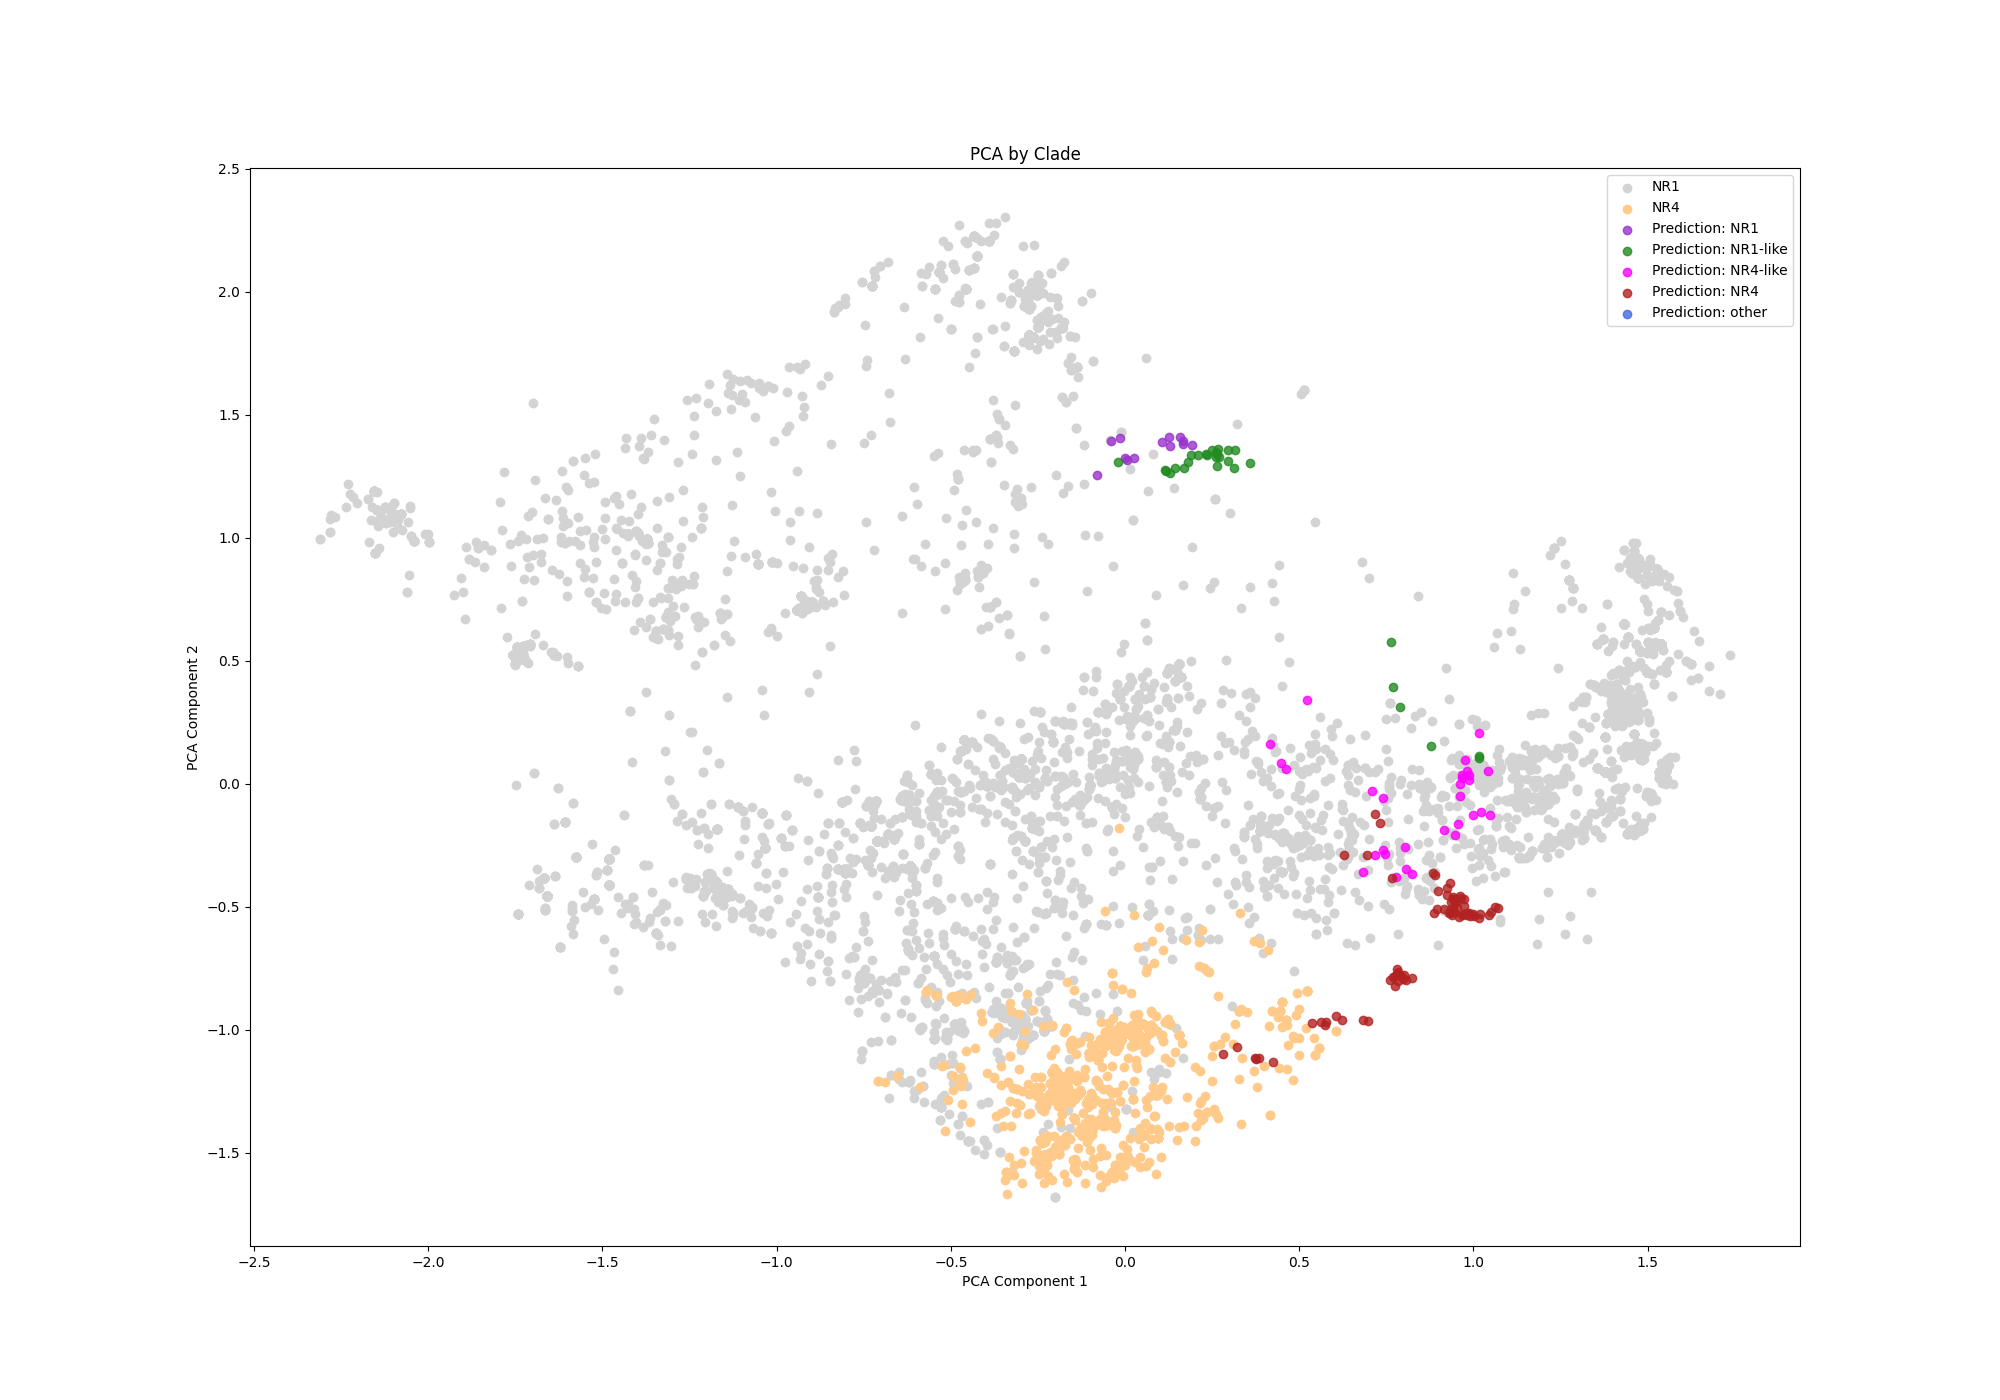 PCA by Clade
NR1
NR4
Prediction: NR1
Prediction: NR1-like
Prediction: NR4-like
Prediction: NR4
Prediction: other
PCA Component 2
2.5
2.0
1.5
1.0
0.5
0.0
−0.5
−1.0
−1.5
−2.5
−2.0
−1.5
−1.0
−0.5
0.0
0.5
1.0
1.5
PCA Component 1